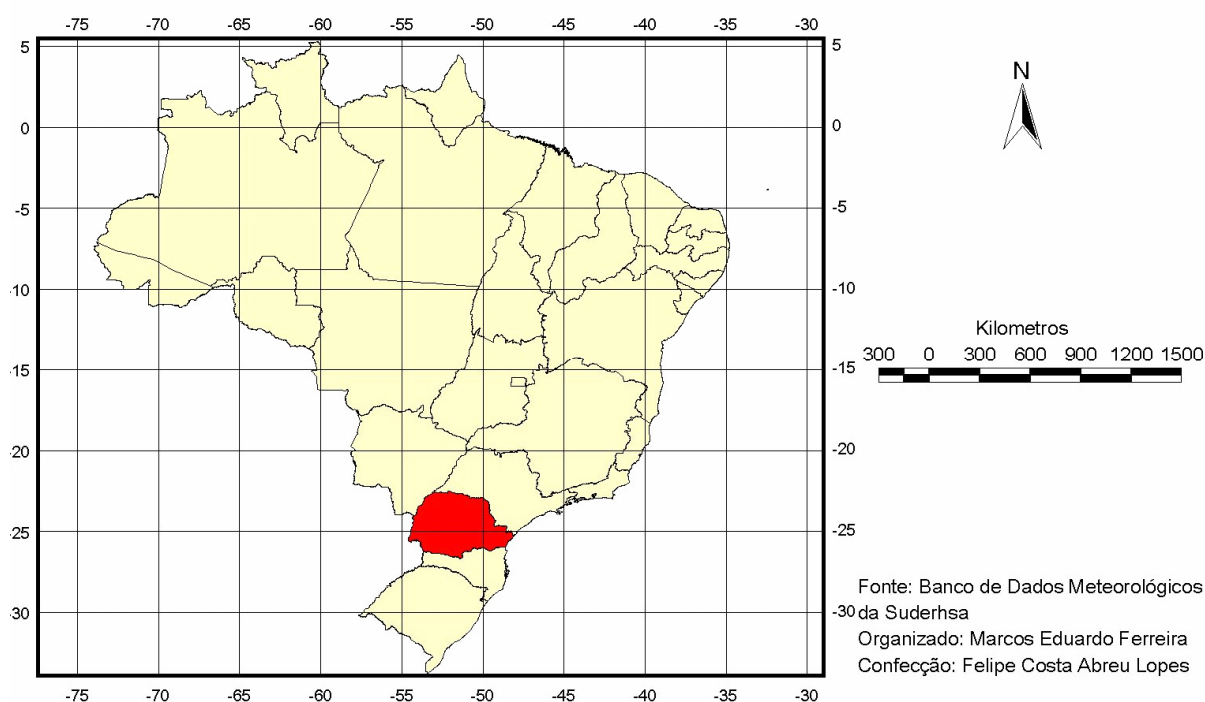 -75 -70 -65 -60 -55 -50 -45 -40 -35 -30
5 5
0 0
-5 -5
-10 -10
-15 -15
-20 -20
-25 -25
-30 -30
-75 -70 -65 -60 -55 -50 -45 -40 -35 -30
N
Kilometros
300 0 300 600 900 1200 1500
Fonte: Banco de Dados Meteorológicos
da Suderhsa
Organizado: Marcos Eduardo Ferreira
Confecção: Felipe Costa Abreu Lopes